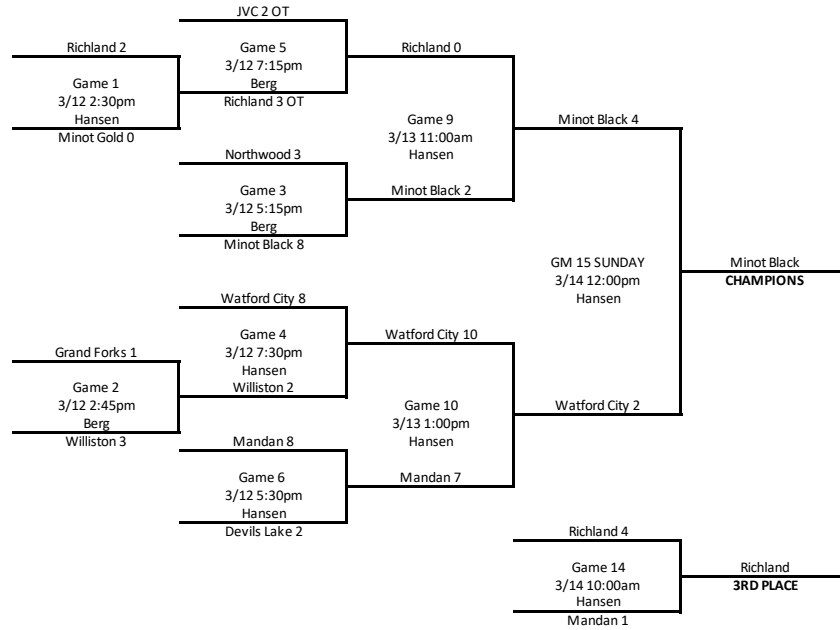 JVC 2 OT
Richland 2
Game 5
3/12 7:15pm
Berg
Richland 0
Game 1
3/12 2:30pm
Hansen
Richland 3 OT
Minot Gold 0
Game 9
3/13 11:00am
Hansen
Minot Black 4
Northwood 3
Game 3
3/12 5:15pm
Berg
Minot Black 2
Minot Black 8
GM 15 SUNDAY
3/14 12:00pm
Hansen
Minot Black
CHAMPIONS
Watford City 8
Game 4
3/12 7:30pm
Hansen
Watford City 10
Grand Forks 1
Williston 2
Game 2
3/12 2:45pm
Berg
Williston 3
Game 10
3/13 1:00pm
Hansen
Watford City 2
Mandan 8
Game 6
3/12 5:30pm
Hansen
Mandan 7
Devils Lake 2
Richland 4
Game 14
3/14 10:00am
Hansen
Richland
3RD PLACE
Mandan 1